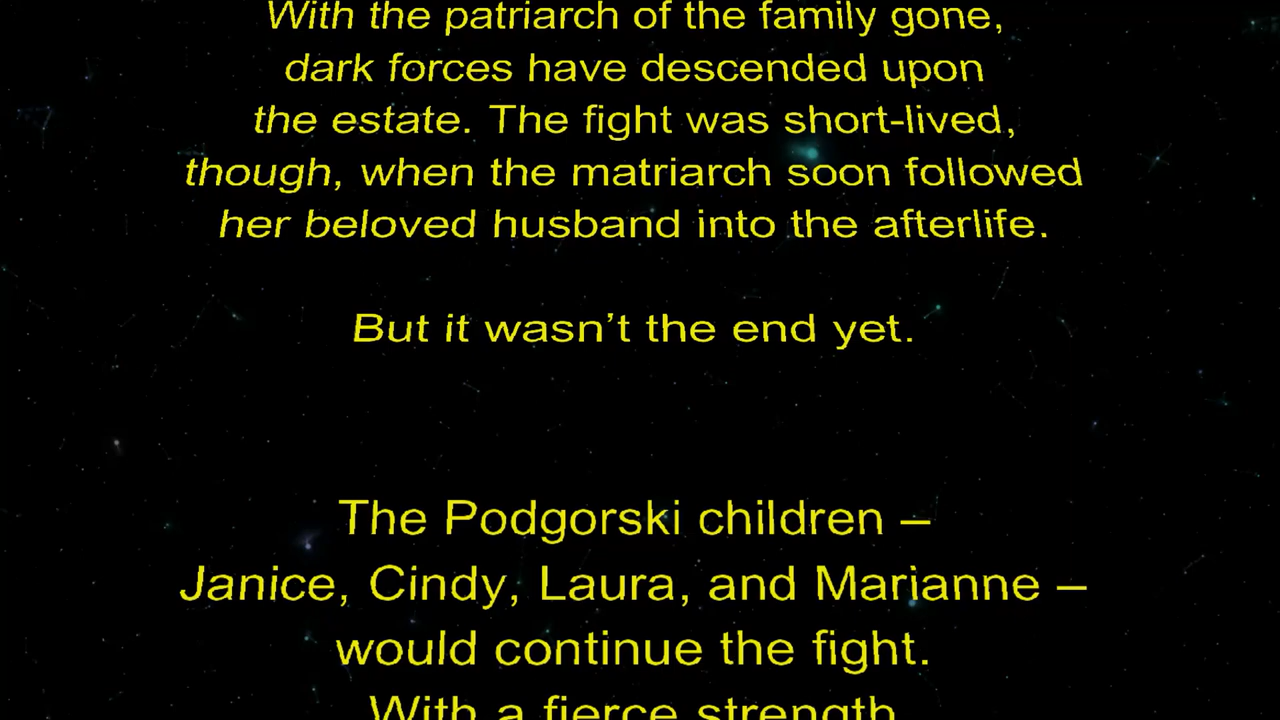 With the patriarch of the family gone,
dark forces have descended upon
the estate. The fight was short-lived,
though, when the matriarch soon followed
her beloved husband into the afterlife.
But it wasn’t the end yet.
The Podgorski children –
Janice, Cindy, Laura, and Marianne –
would continue the fight.
With a fierce strength